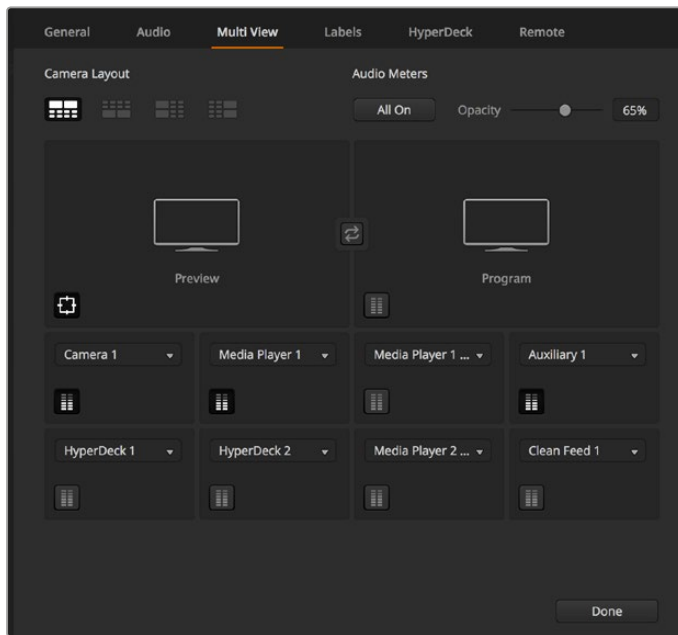 General Audio Multi View Labels HyperDeck Remote
Camera Layout Audio Meters
All On Opacity 65%
Preview Program
Camera 1 Media Player 1 Media Player 1 ... Auxiliary 1
HyperDeck 1 HyperDeck 2 Media Player 2 ... Clean Feed 1
Done